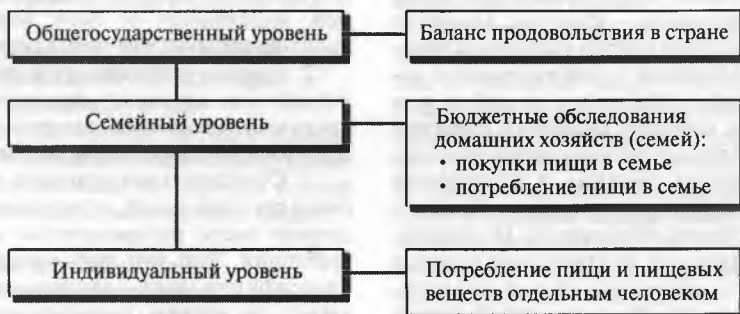 Общегосударственный уровень
Баланс продовольствия в стране
Семейный уровень
Бюджетные обследования
домашних хозяйств (семей):
• покупки пищи в семье
• потребление пищи в семье
Индивидуальный уровень
Потребление пищи и пищевых
веществ отдельным человеком